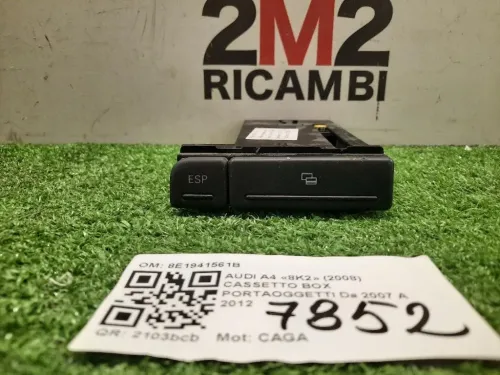 2M2
RICAMBI
ESP
OM: 8E1941561B
AUDI A4 «8K2» (2008)
CASSETTO BOX
PORTAOGGETTI Da 2007 A
2012
7852
QR: 2103bcb Mot: CAGA